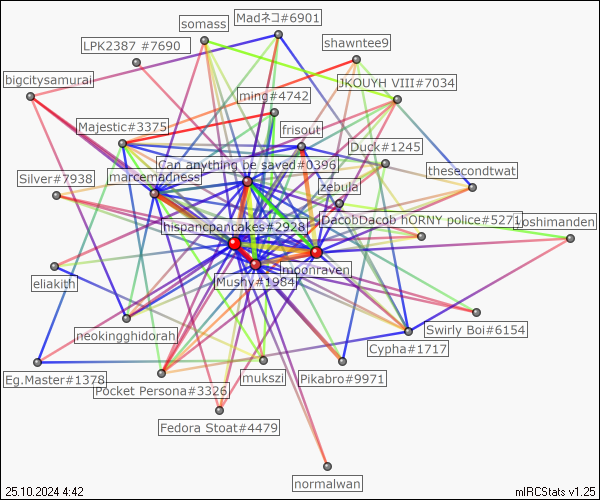 somass
Madネコ#6901
LPK2387 #7690
shawntee9
bigcitysamurai
JKOUYH VIII#7034
ming#4742
Majestic#3375
frisout
Duck#1245
Can anything be saved#0396
thesecondtwat
Silver#7938
marcemadness
zebula
hispancpancakes#2928
DacobDacob hORNY police#5271
yoshimanden
moonraven
eliakith
Mushy#1984
neokingghidorah
Swirly Boi#6154
Cypha#1717
Eg.Master#1378
Pocket Persona#3326
mukszi
Pikabro#9971
Fedora Stoat#4479
normalwan
25.10.2024 4:42
mIRCStats v1.25